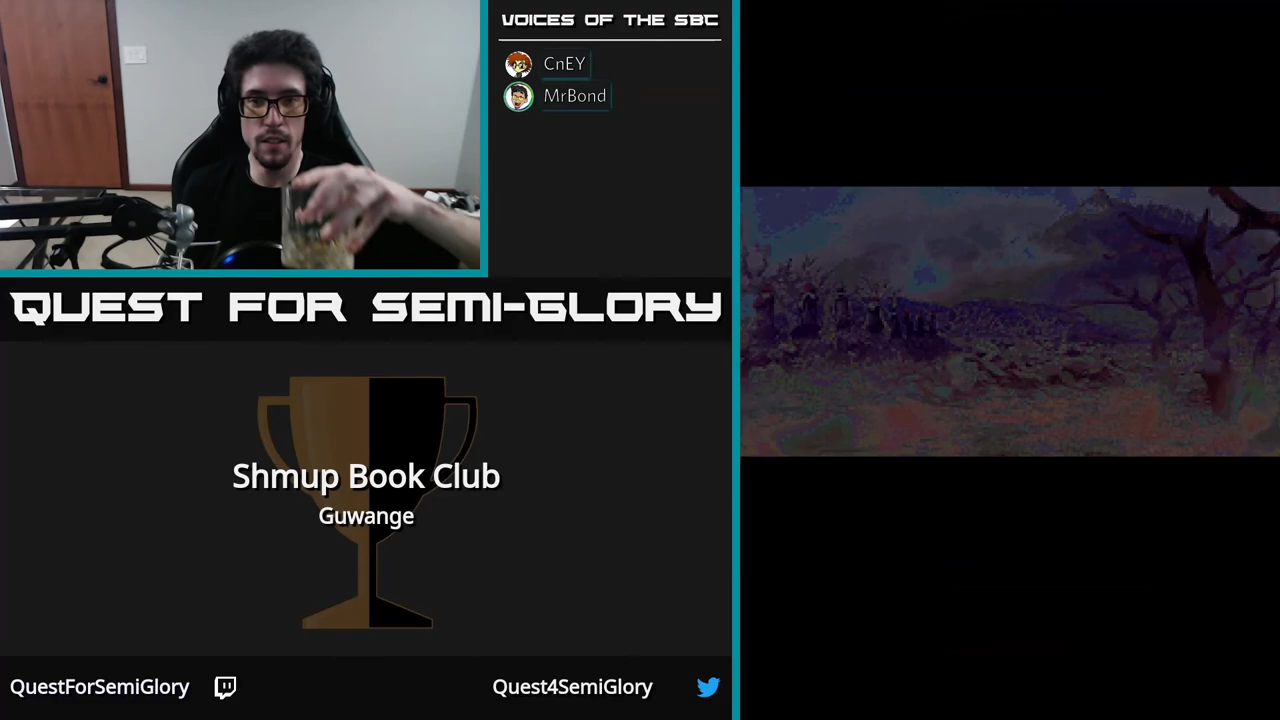 VOICES OF THE SBC
CnEY
MrBond
QUEST FOR SEMI-GLORY
Shmup Book Club
Guwange
QuestForSemiGlory
Quest4SemiGlory